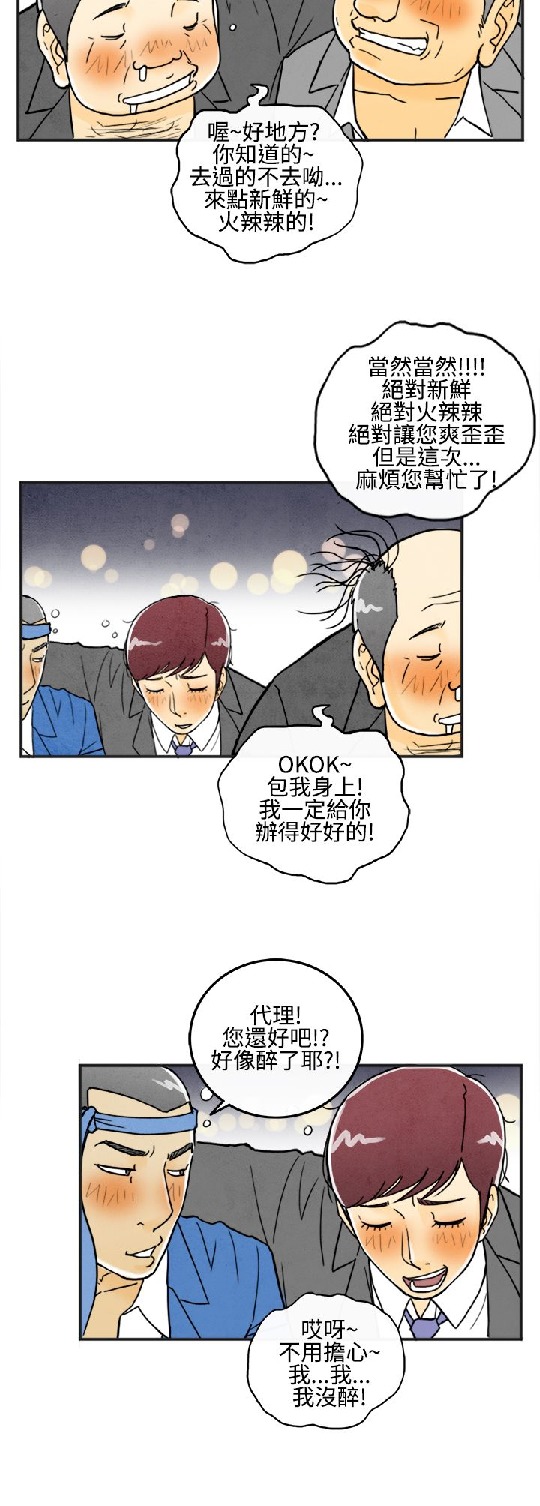 喔~好地方?
你知道的~
去過的不去呦...
來點新鮮的~
火辣辣的!
當然當然!!!!
絕對新鮮
絕對火辣辣
絕對讓您爽歪歪
但是這次...
麻煩您幫忙了!
OKOK~
包我身上!
我一定給你
辦得好好的!
代理!
您還好吧!?
好像醉了耶?!
哎呀~
不用擔心~
我...我...
我沒醉!